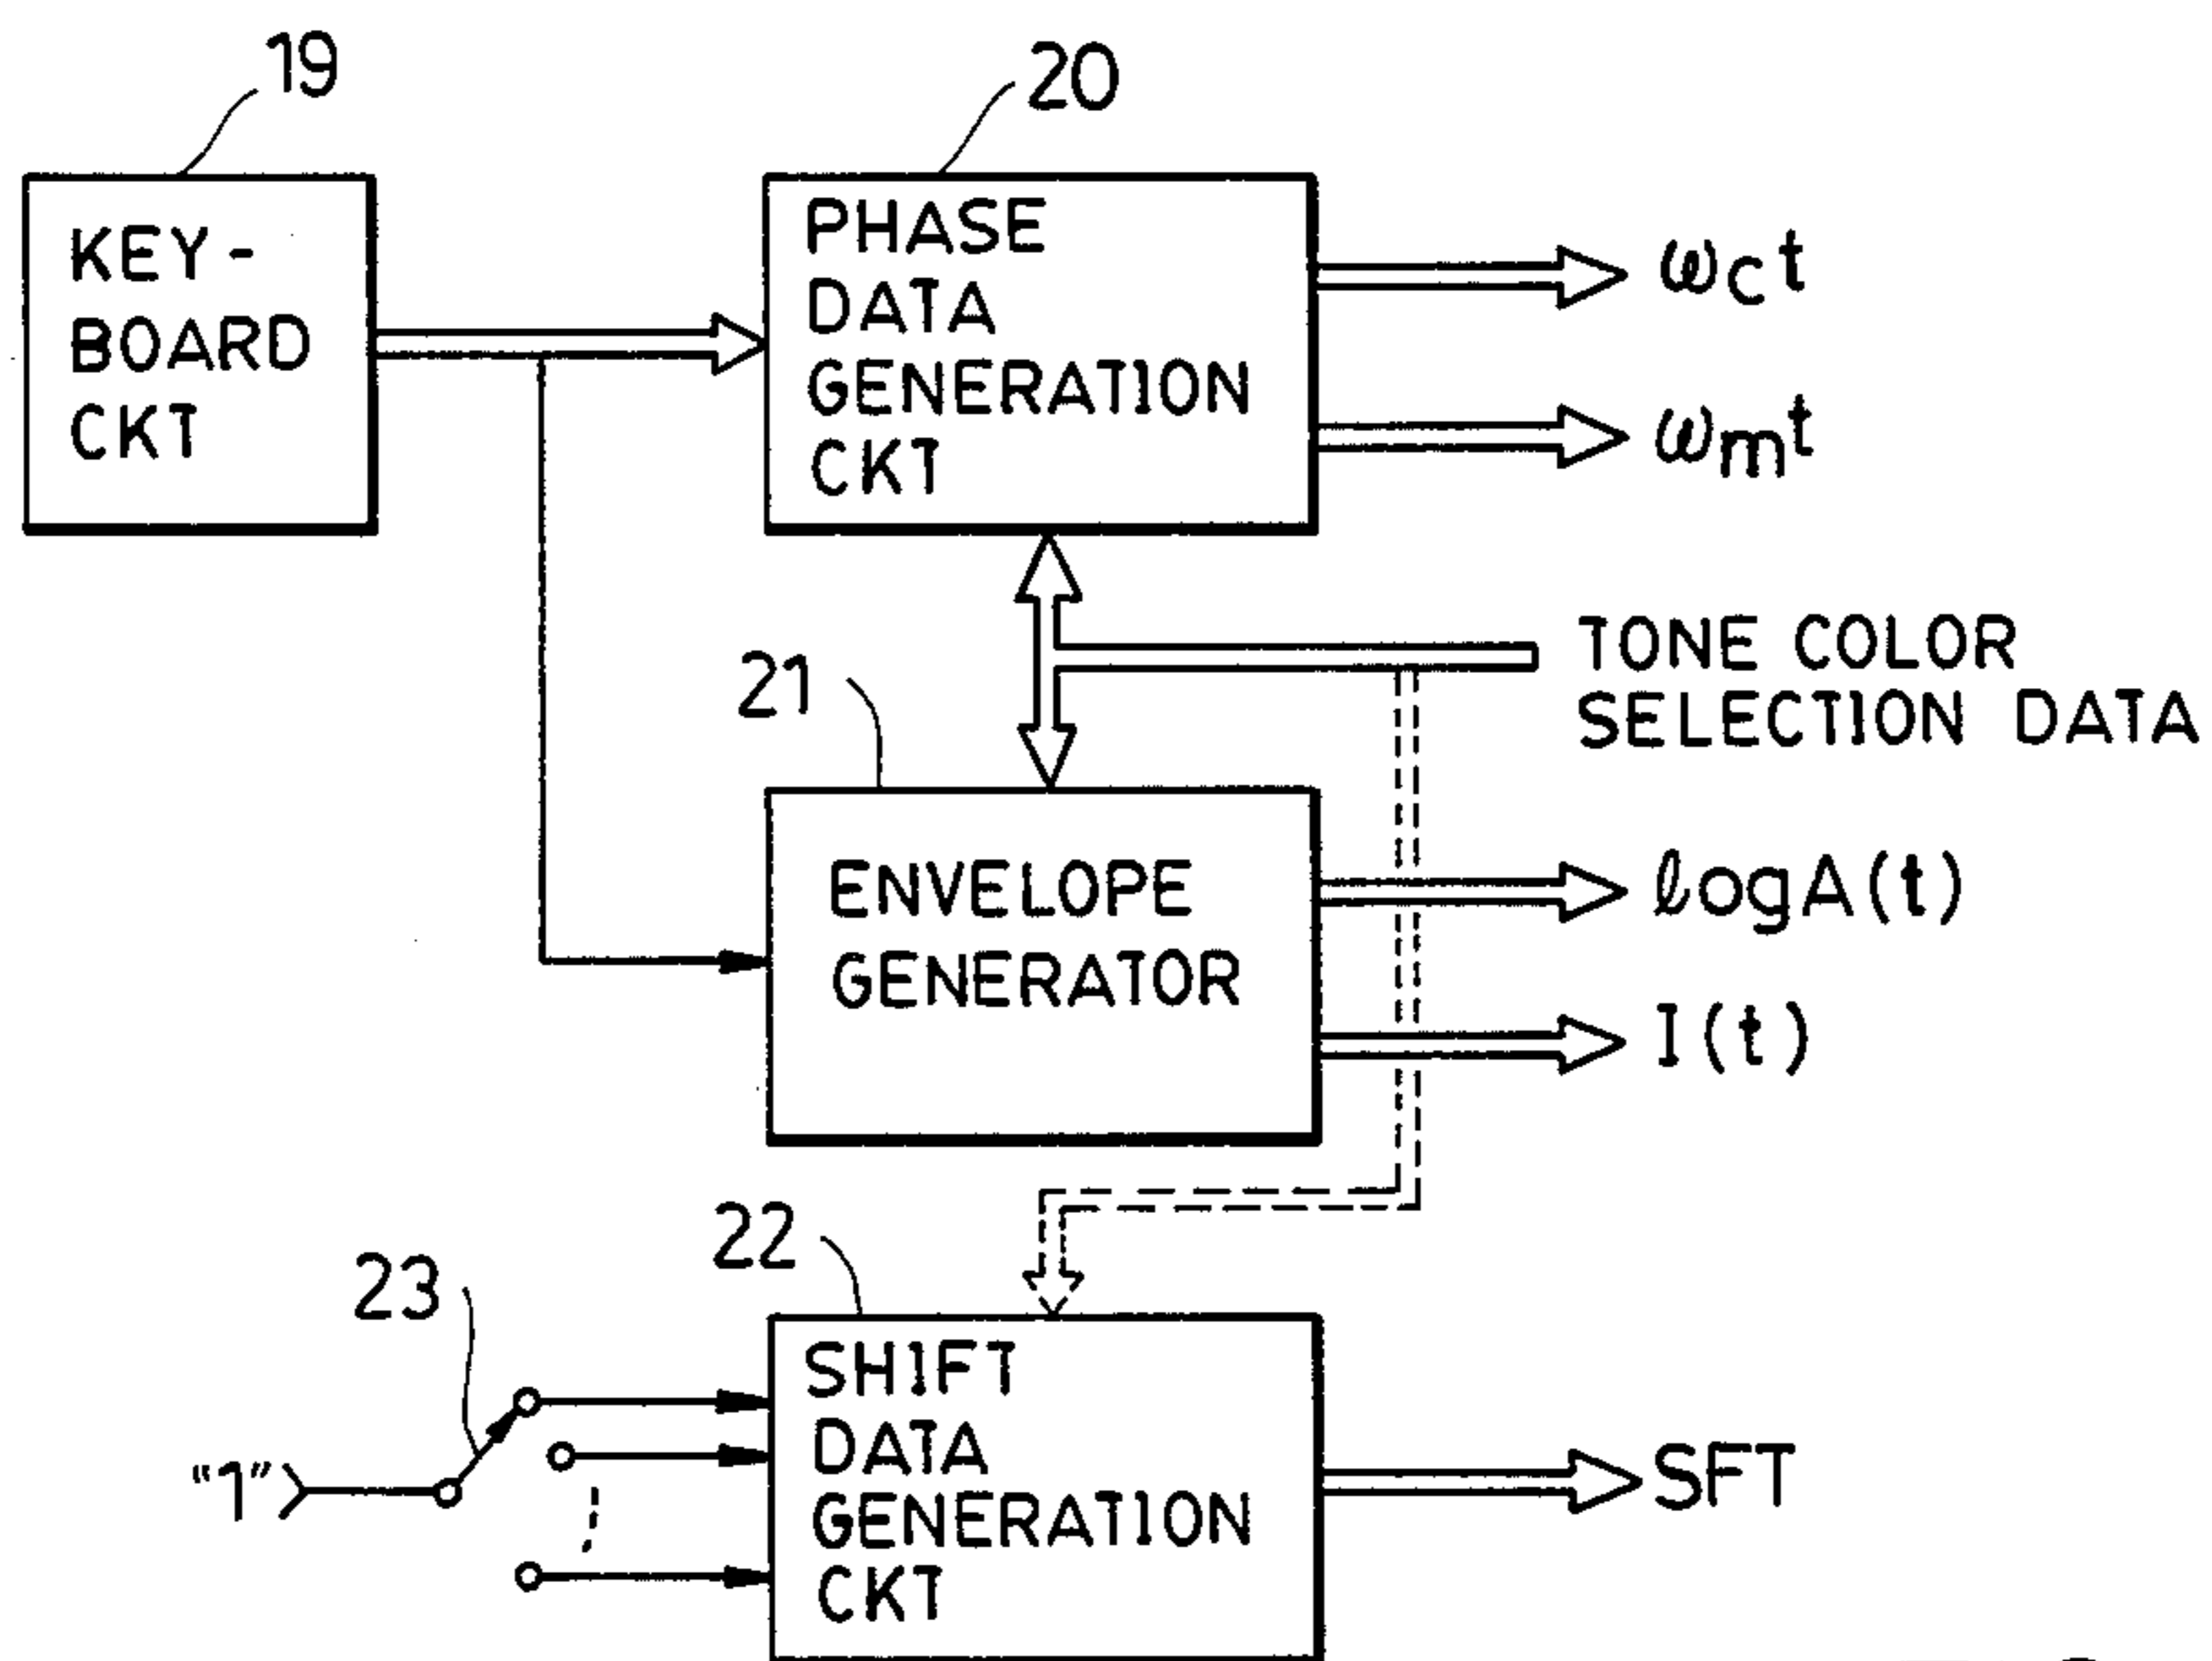 19
20
KEY-
BOARD
CKT
PHASE
DATA
GENERATION
CKT
ωct
ωmt
TONE COLOR
SELECTION DATA
21
ENVELOPE
GENERATOR
logA(t)
I(t)
22
23
"1"
SHIFT
DATA
GENERATION
CKT
SFT